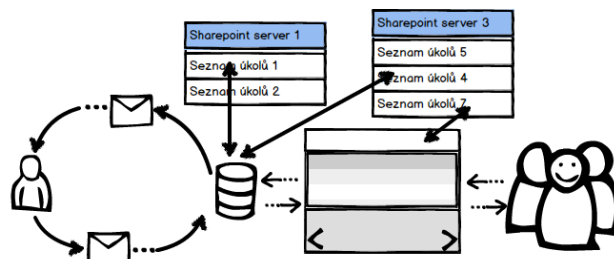 Sharepoint server 1
Seznam úkolů 1
Seznam úkolů 2
Sharepoint server 3
Seznam úkolů 5
Seznam úkolů 4
Seznam úkolů 7